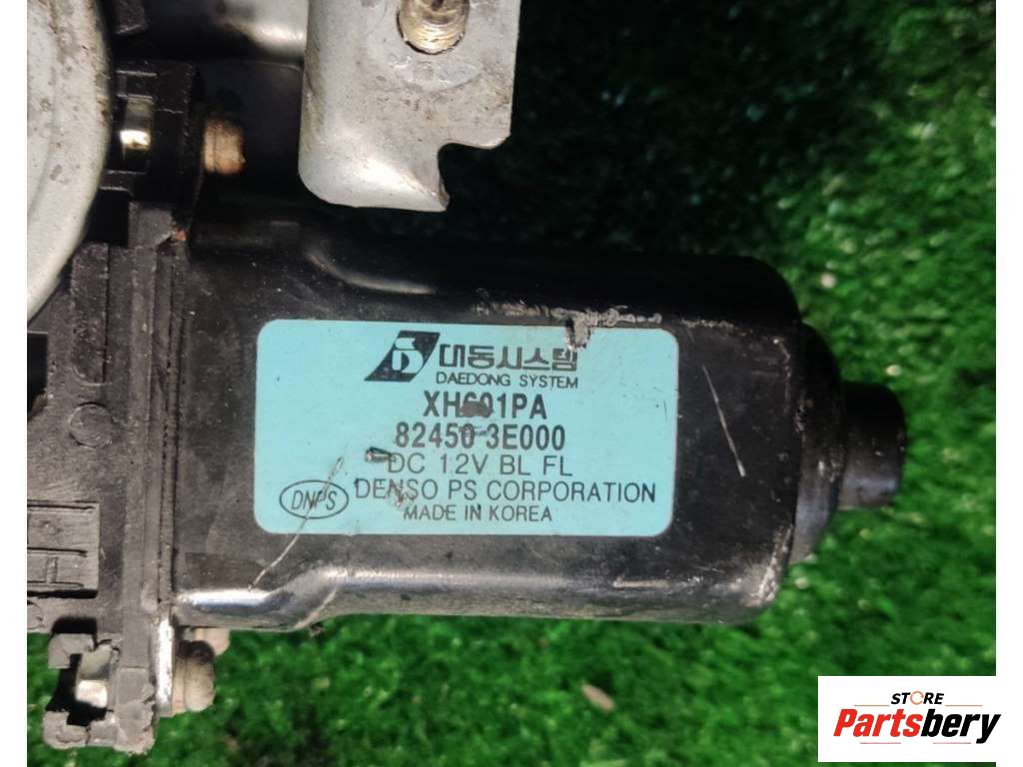 대동시스템
DAEDONG SYSTEM
XH601PA
82450-3E000
DC 12V BL FL
DNPS
DENSO PS CORPORATION
MADE IN KOREA
STORE
Partsbery